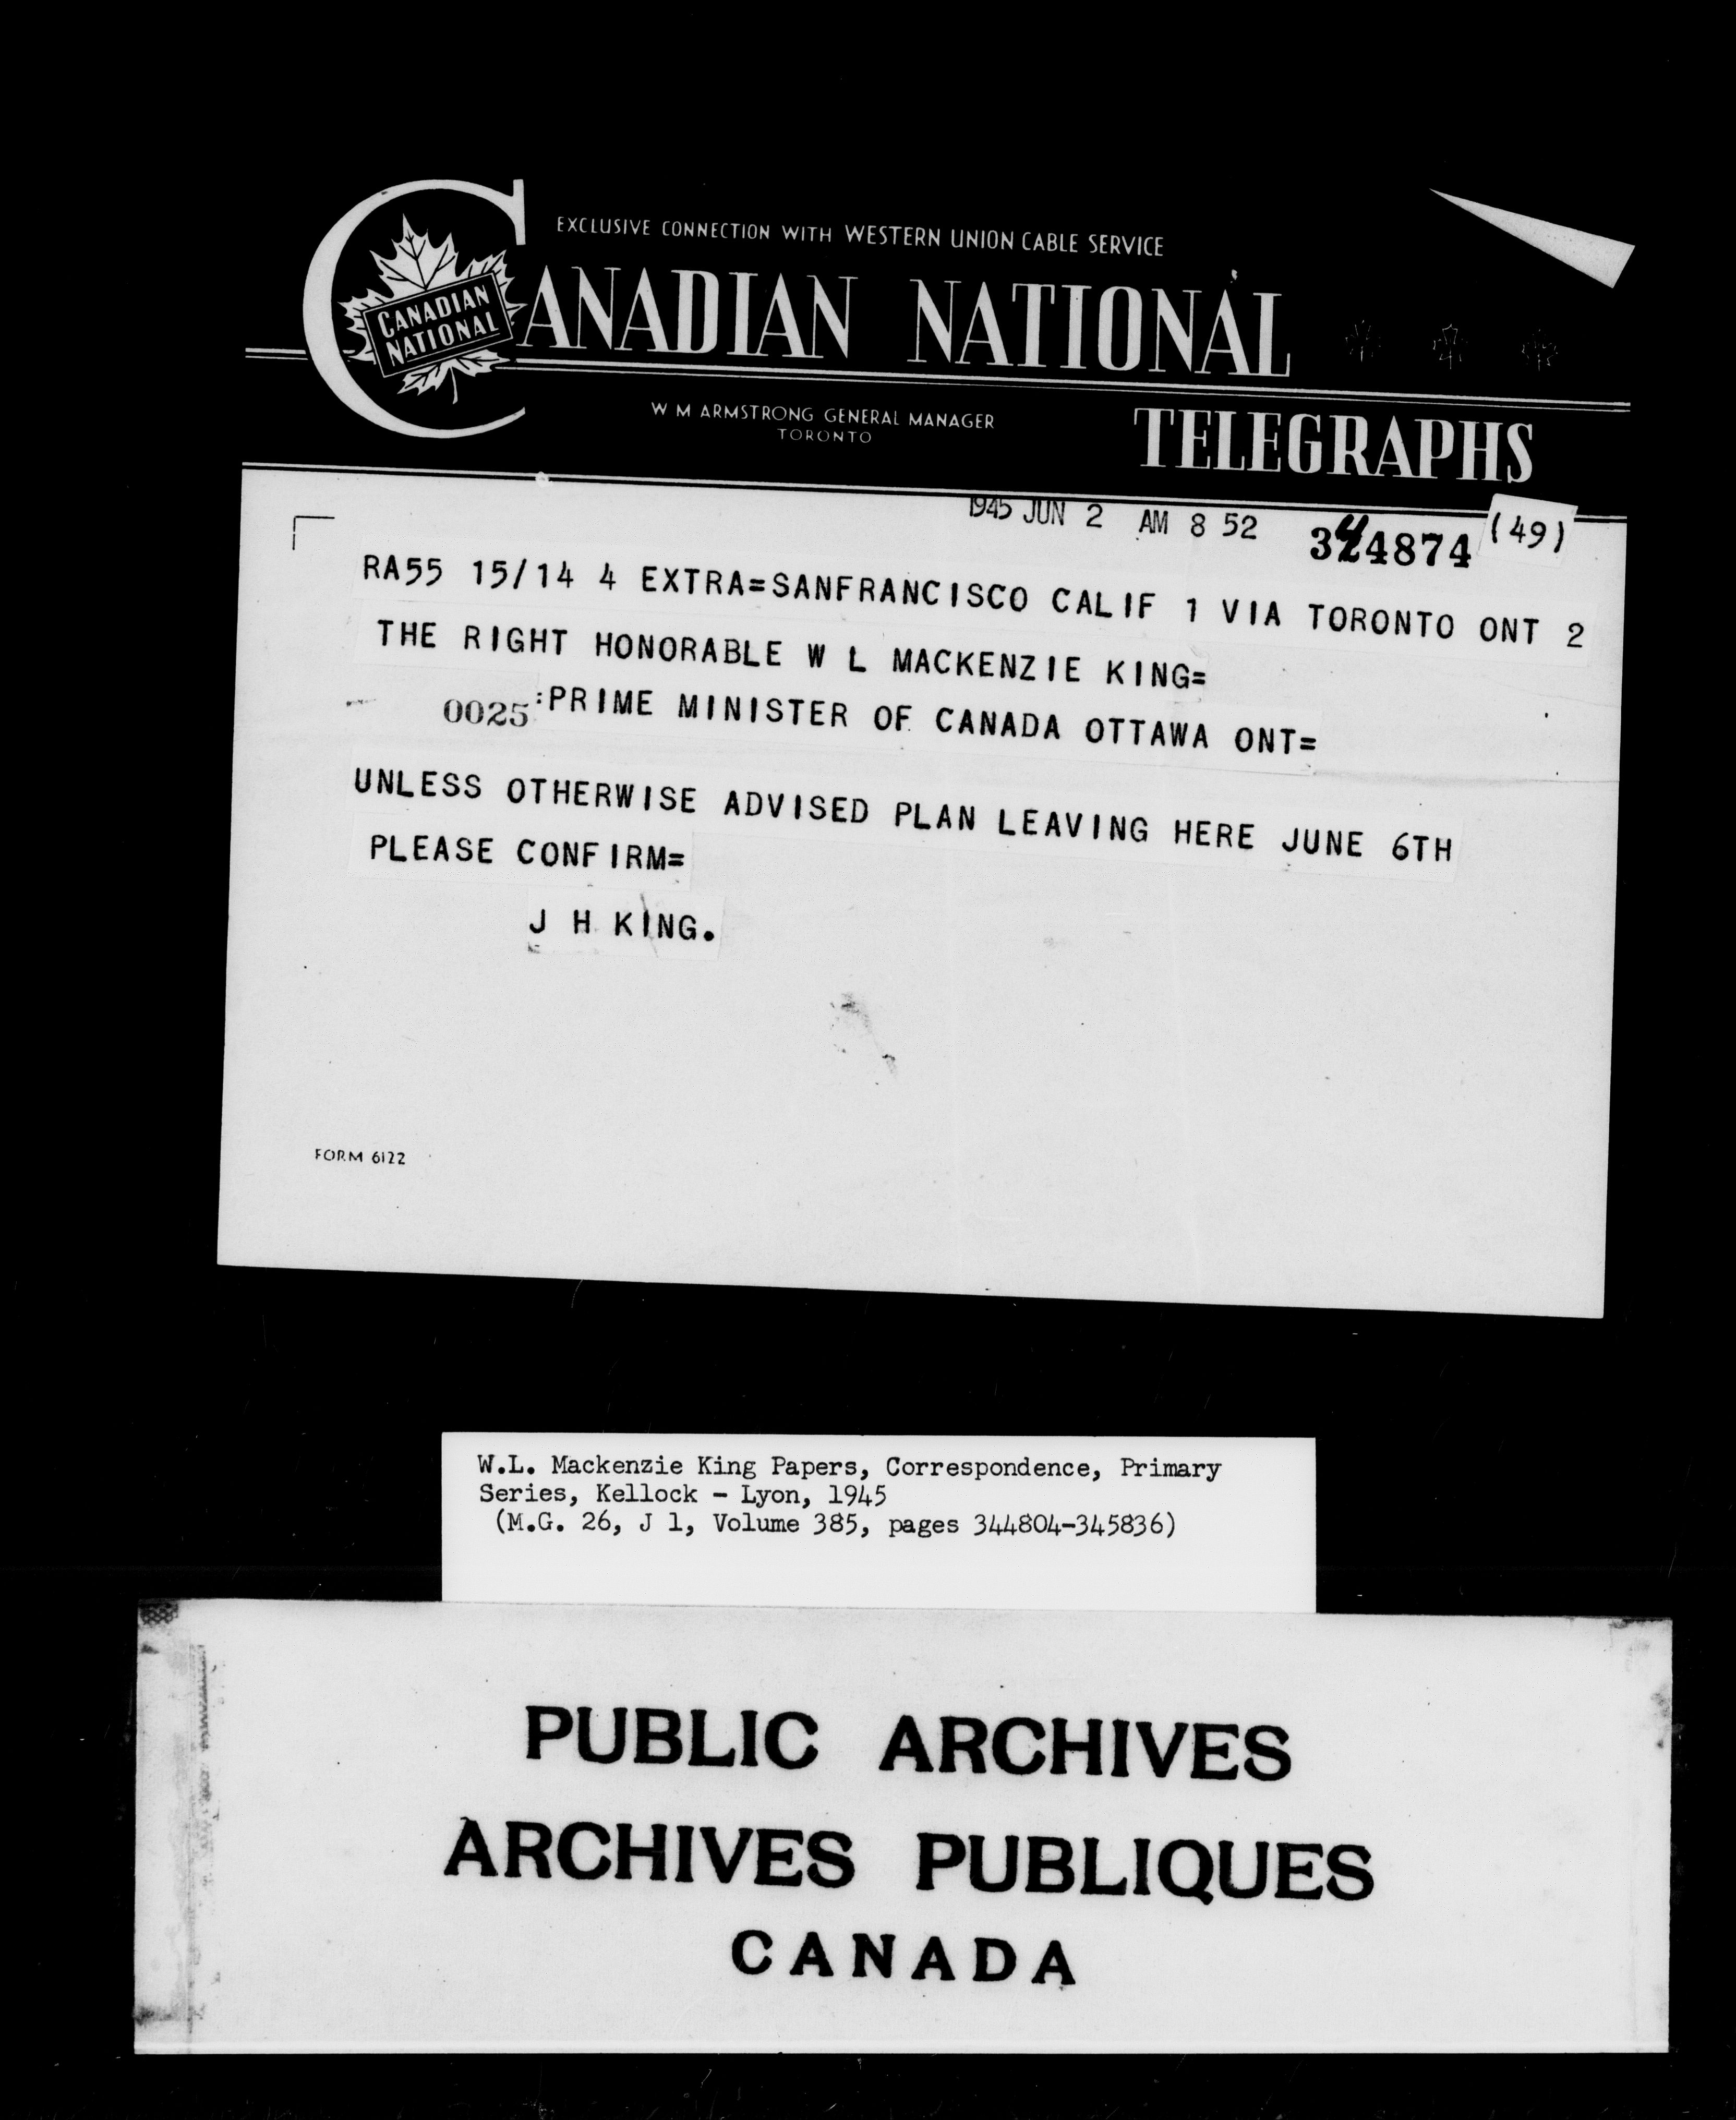 EXCLUSIVE CONNECTION WITH WESTERN UNION CABLE SERVICE
CANADIAN NATIONAL
CANADIAN
NATIONAL
W M ARMSTRONG GENERAL MANAGER
TORONTO
TELEGRAPHS
1945 JUN 2 AM 8 52
344874 (49)
RA55 15/14 4 EXTRA=SANFRANCISCO CALIF 1 VIA TORONTO ONT 2
THE RIGHT HONORABLE W L MACKENZIE KING=
0025 :PRIME MINISTER OF CANADA OTTAWA ONT=
UNLESS OTHERWISE ADVISED PLAN LEAVING HERE JUNE 6TH
PLEASE CONFIRM=
J H KING.
FORM 6122
W.L. Mackenzie King Papers, Correspondence, Primary
Series, Kellock - Lyon, 1945
(M.G. 26, J 1, Volume 385, pages 344804-345836)
PUBLIC ARCHIVES
ARCHIVES PUBLIQUES
CANADA